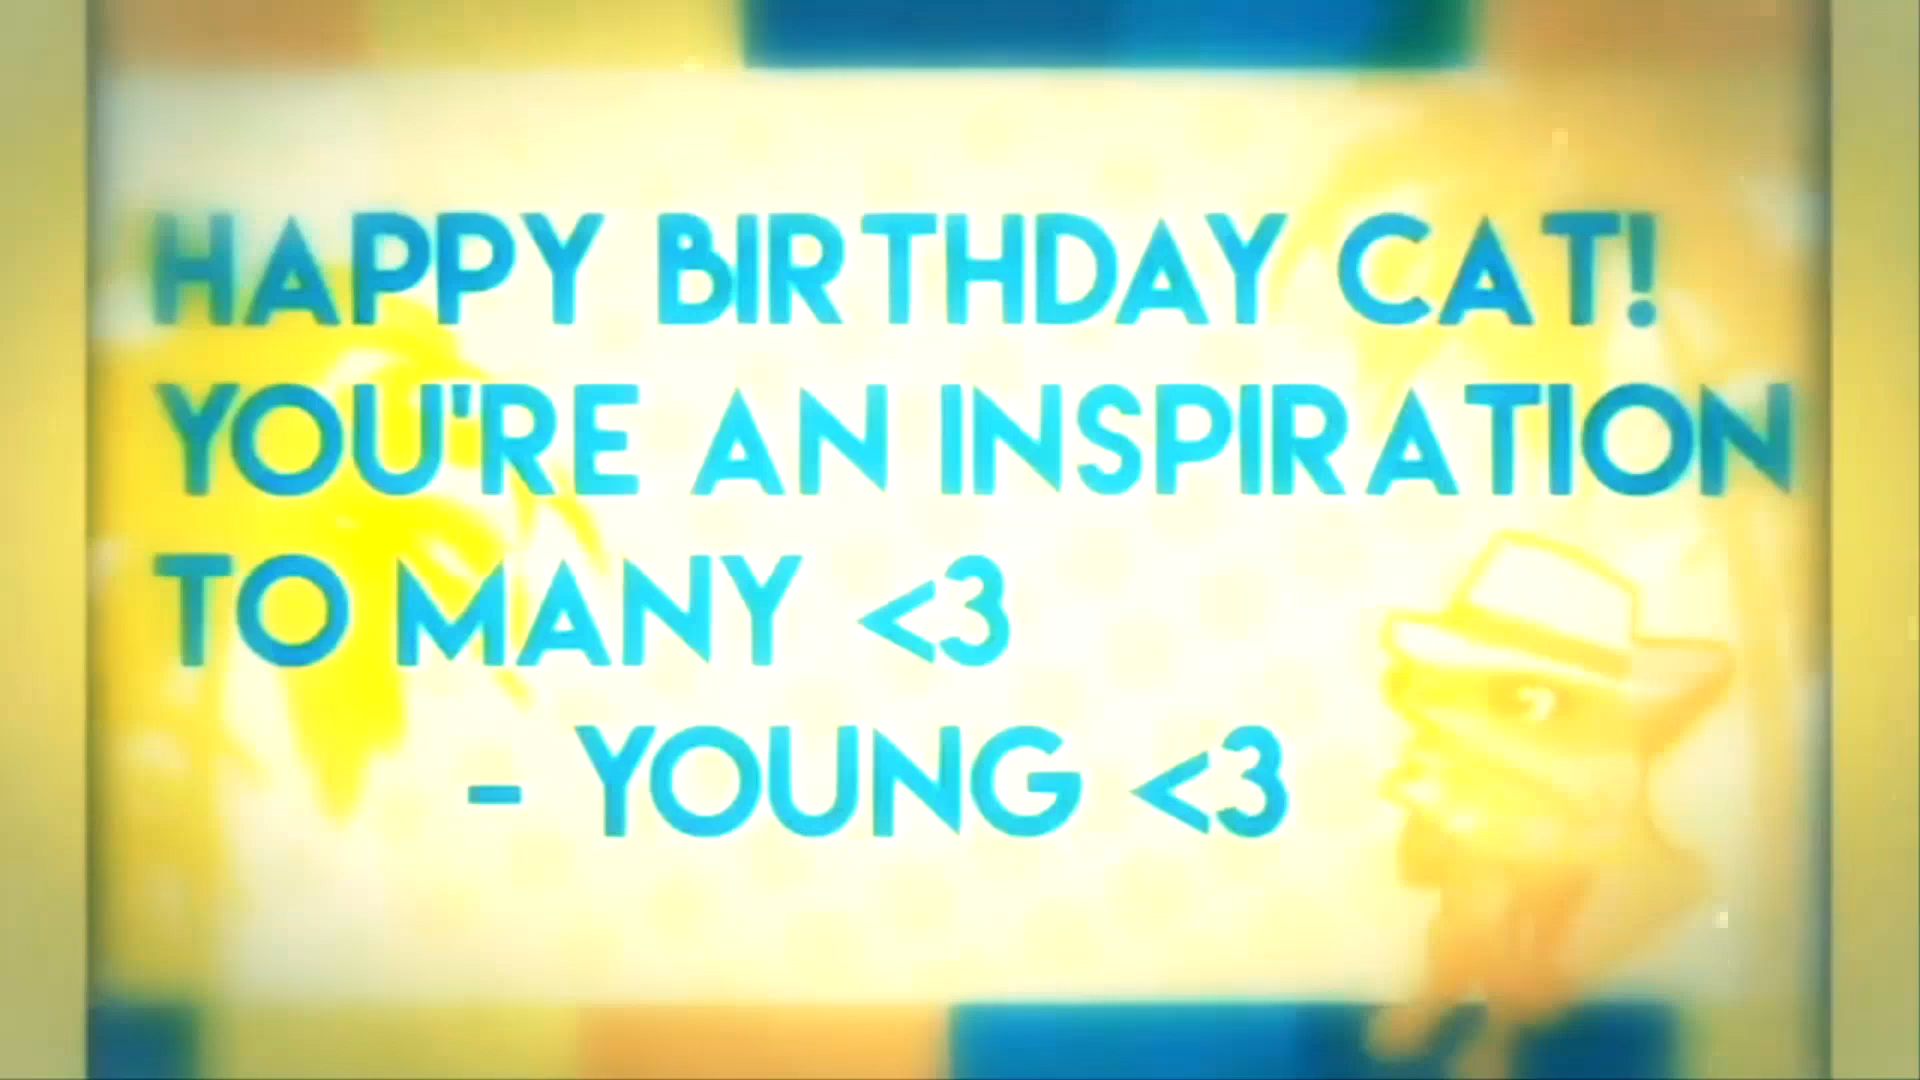 HAPPY BIRTHDAY CAT!
YOU'RE AN INSPIRATION
TO MANY <3
- YOUNG <3